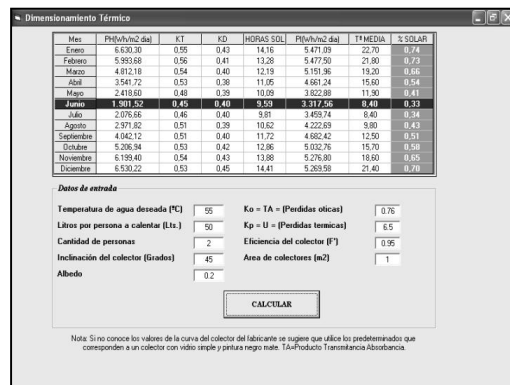 Dimensionamiento Térmico
Mes PH(Wh/m2 dia) KT KD HORAS SOL PI(Wh/m2 dia) Tª MEDIA % SOLAR
Enero 6.630,30 0,55 0,43 14,16 5.471,09 22,70 0,74
Febrero 5.993,68 0,56 0,41 13,28 5.477,50 21,80 0,73
Marzo 4.812,18 0,54 0,40 12,19 5.151,96 19,20 0,66
Abril 3.541,72 0,53 0,38 11,05 4.661,24 15,60 0,54
Mayo 2.418,60 0,48 0,39 10,09 3.822,88 11,90 0,41
Junio 1.901,52 0,45 0,40 9,59 3.317,56 8,40 0,33
Julio 2.076,66 0,46 0,40 9,81 3.459,74 8,40 0,34
Agosto 2.971,82 0,51 0,39 10,62 4.222,69 9,80 0,43
Septiembre 4.042,12 0,51 0,40 11,72 4.682,42 12,50 0,51
Octubre 5.206,94 0,53 0,42 12,86 5.032,76 15,70 0,58
Noviembre 6.199,40 0,54 0,43 13,88 5.276,80 18,60 0,65
Diciembre 6.530,22 0,53 0,45 14,41 5.269,58 21,40 0,70
Datos de entrada
Temperatura de agua deseada (ºC) 55 Ko = TA = (Perdidas oticas) 0.76
Litros por persona a calentar (Lts.) 50 Kp = U = (Perdidas termicas) 6.5
Cantidad de personas 2 Eficiencia del colector (F') 0.95
Inclinación del colector (Grados) 45 Area de colectores (m2) 1
Albedo 0.2
CALCULAR
Nota: Si no conoce los valores de la curva del colector del fabricante se sugiere que utilice los predeterminados que
corresponden a un colector con vidrio simple y pintura negro mate. TA=Producto Transmitancia Absorbancia.